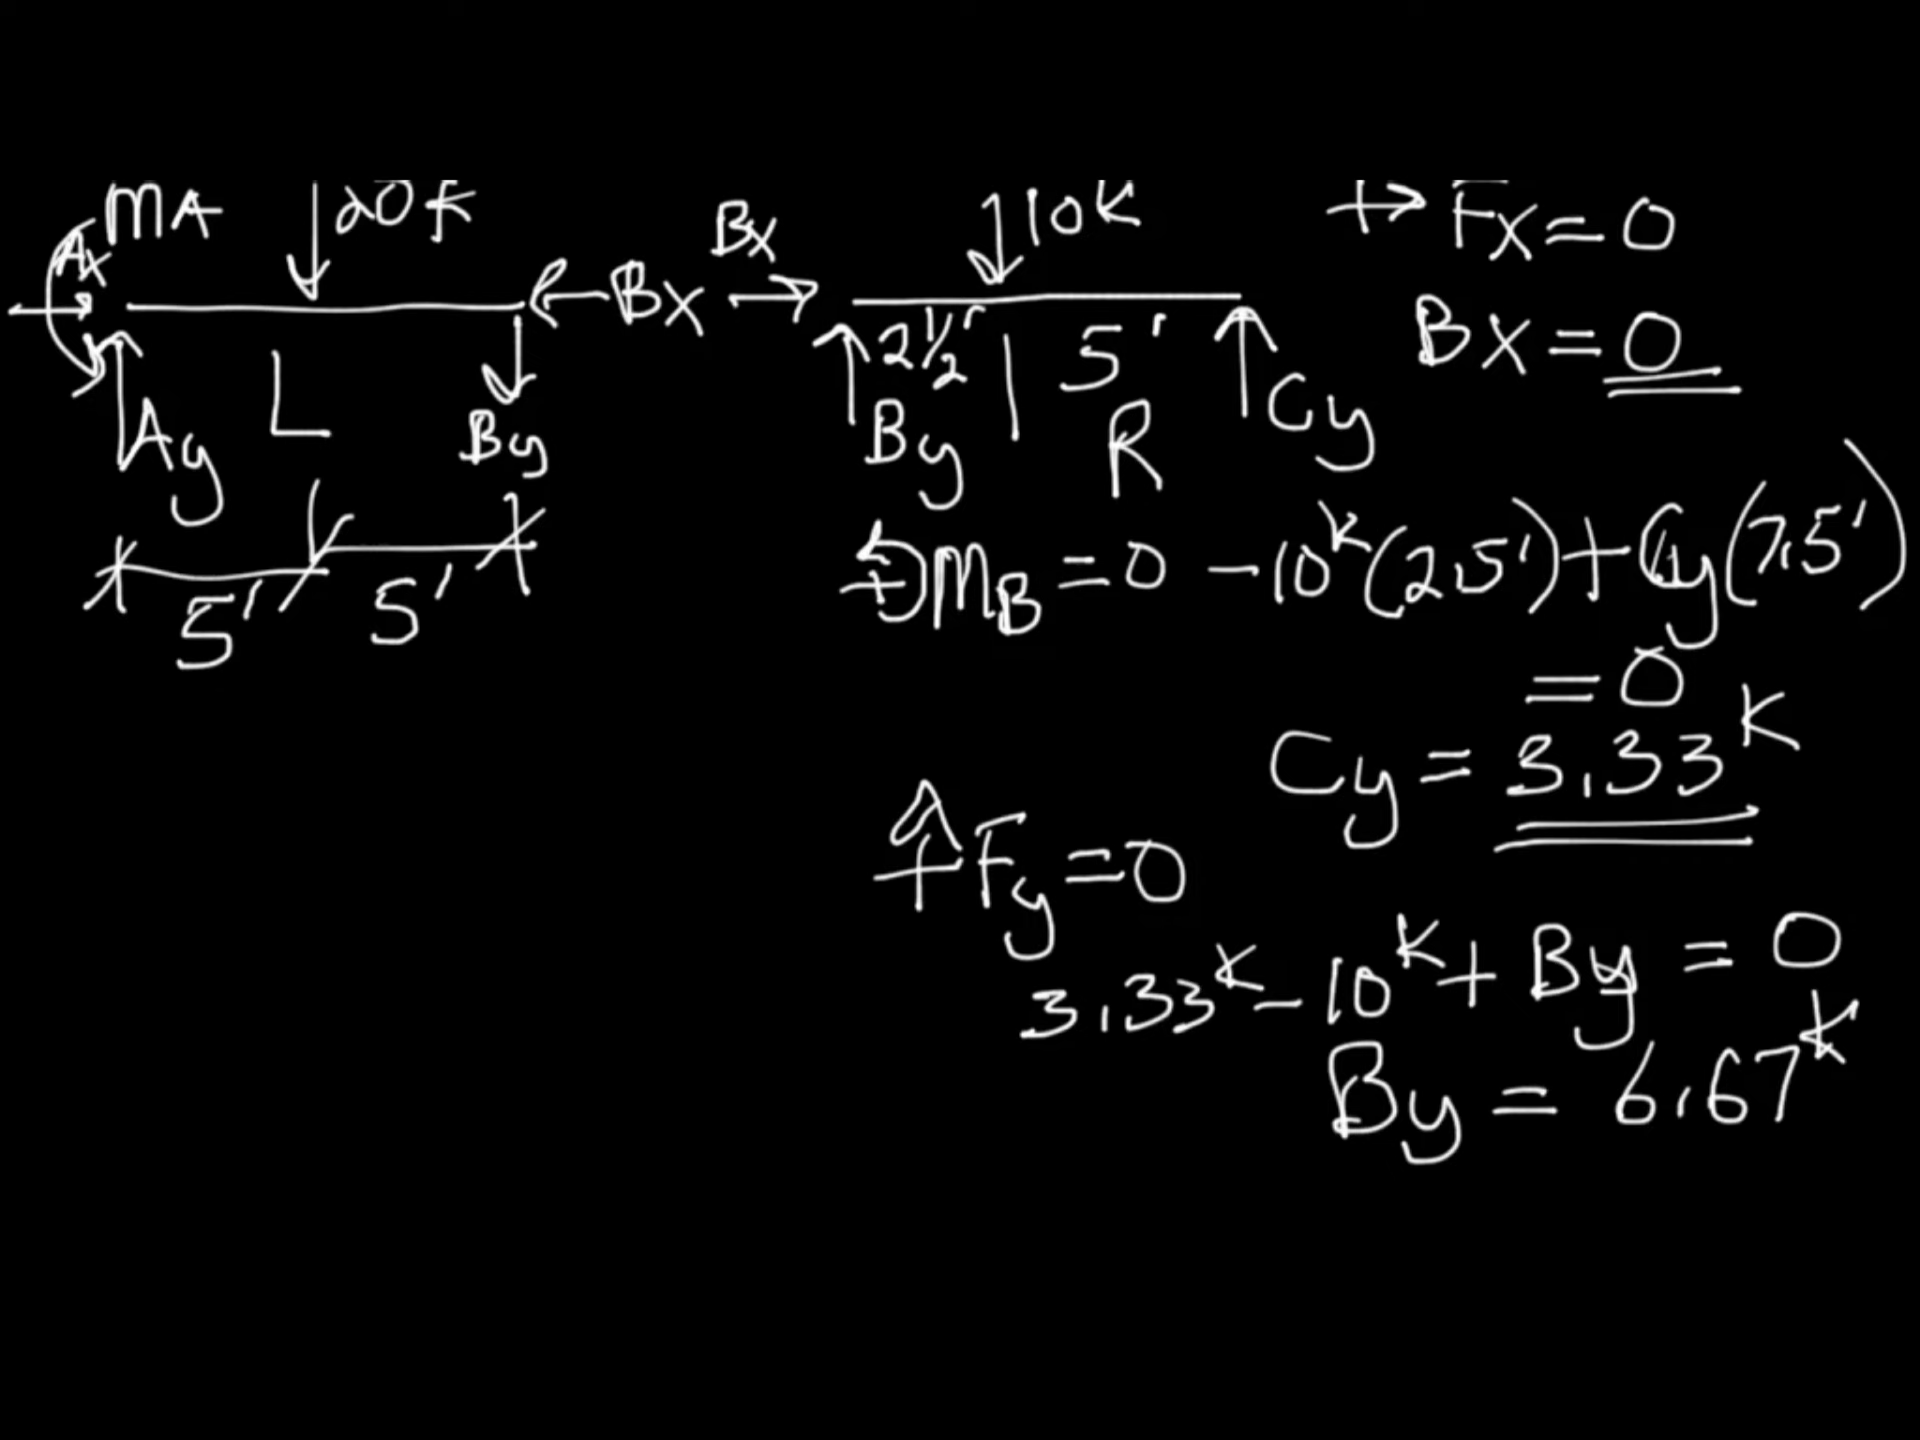 MA 20k Bx 10K + → Fx = 0
Ax ← Bx →
2½' 5' Bx = 0
Ay L By By R Cy
5' 5' + MB = 0 -10K(2.5') + Cy(7.5')
= 0
Cy = 3.33K
+ Fy = 0
3.33K - 10K + By = 0
By = 6.67K